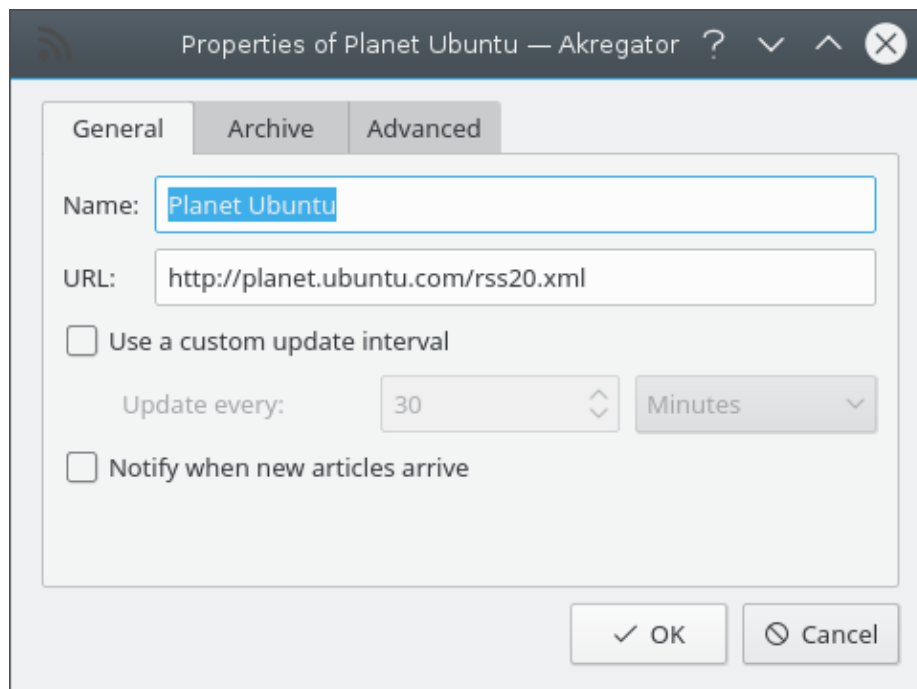 Properties of Planet Ubuntu — Akregator
General Archive Advanced
Name: Planet Ubuntu
URL: http://planet.ubuntu.com/rss20.xml
Use a custom update interval
Update every: 30 Minutes
Notify when new articles arrive
OK Cancel